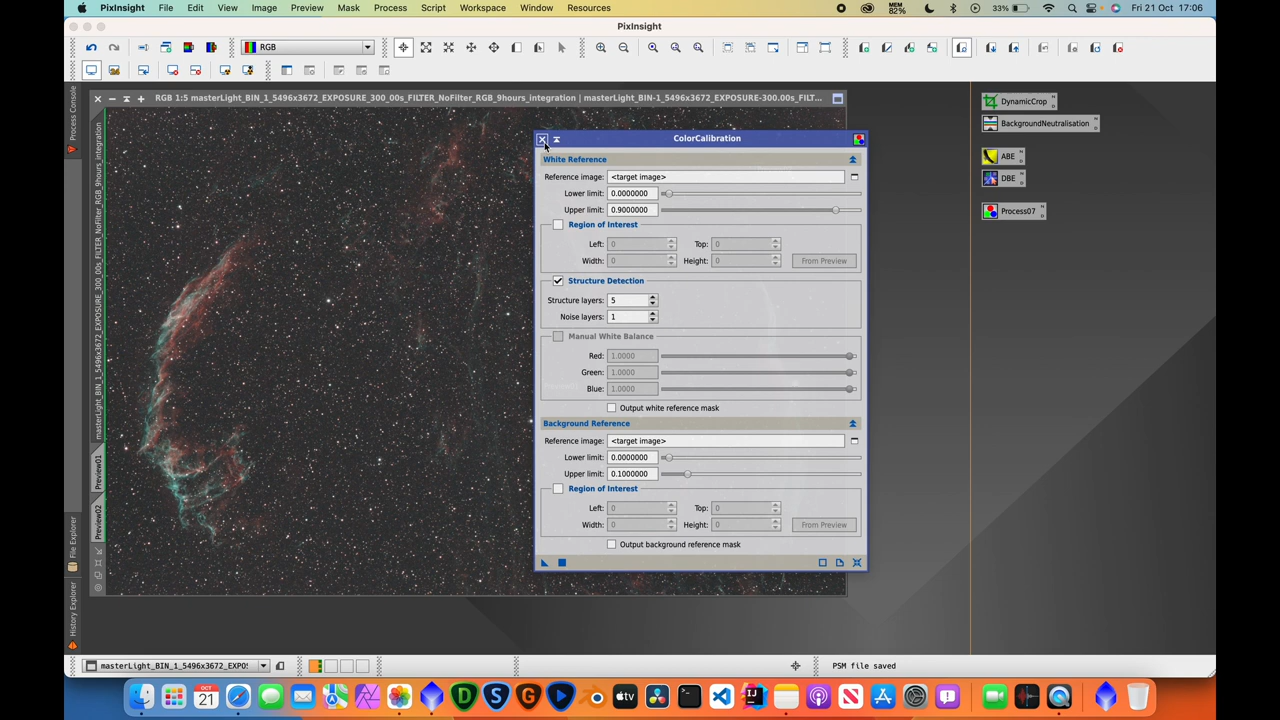 PixInsight File Edit View Image Preview Mask Process Script Workspace Window Resources MEM 82% 33% Fri 21 Oct 17:06
PixInsight
RGB
RGB 1:5 masterLight_BIN_1_5496x3672_EXPOSURE_300_00s_FILTER_NoFilter_RGB_9hours_integration | masterLight-BIN-1_5496x3672_EXPOSURE-300.00s_FILT...
Process Console
masterLight_BIN_1_5496x3672_EXPOSURE_300_00s_FILTER_NoFilter_RGB_9hours_integration
Preview01
Preview02
File Explorer
History Explorer
ColorCalibration
White Reference
Reference image: <target image>
Lower limit: 0.0000000
Upper limit: 0.9000000
Region of Interest
Left: 0 Top: 0
Width: 0 Height: 0 From Preview
Structure Detection
Structure layers: 5
Noise layers: 1
Manual White Balance
Red: 1.0000
Green: 1.0000
Blue: 1.0000
Output white reference mask
Background Reference
Reference image: <target image>
Lower limit: 0.0000000
Upper limit: 0.1000000
Region of Interest
Left: 0 Top: 0
Width: 0 Height: 0 From Preview
Output background reference mask
DynamicCrop N
BackgroundNeutralisation N
ABE N
DBE N
Process07 N
masterLight_BIN_1_5496x3672_EXPO! PSM file saved
OCT
21